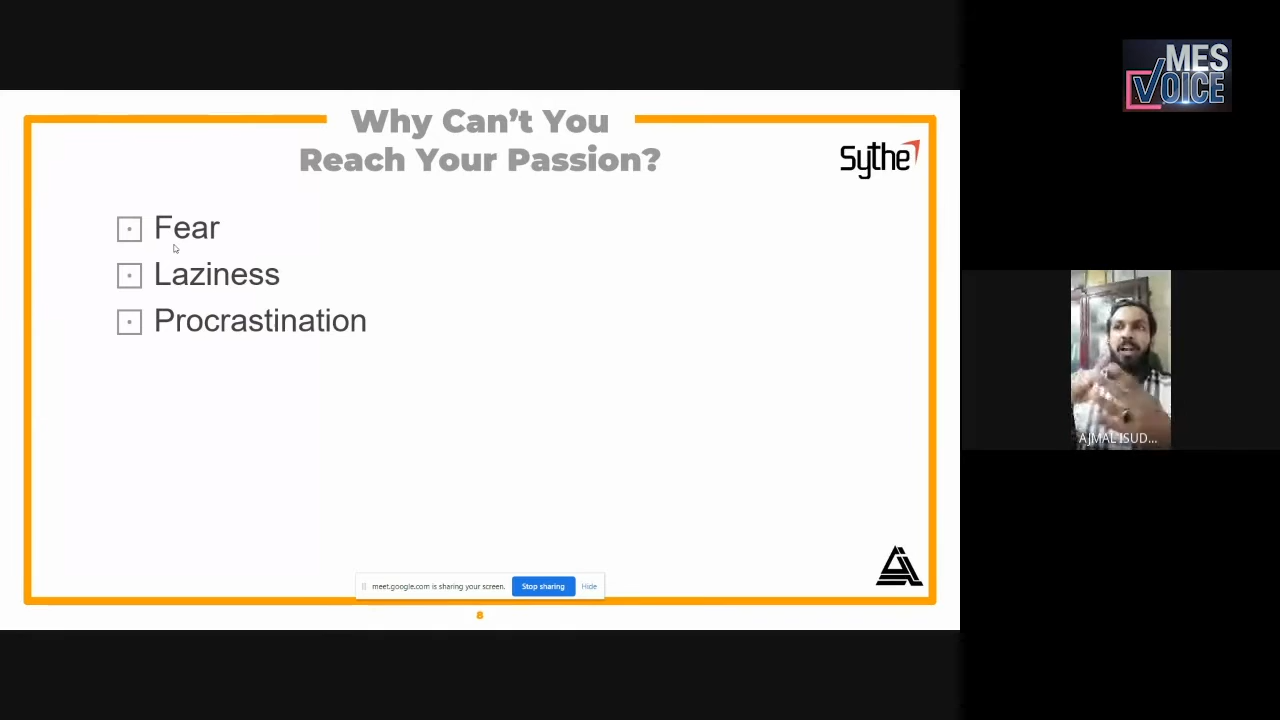 MES
VOICE
Why Can't You
Reach Your Passion?
Sythe
Fear
Laziness
Procrastination
AJMAL ISUD...
meet.google.com is sharing your screen.
Stop sharing
Hide
8